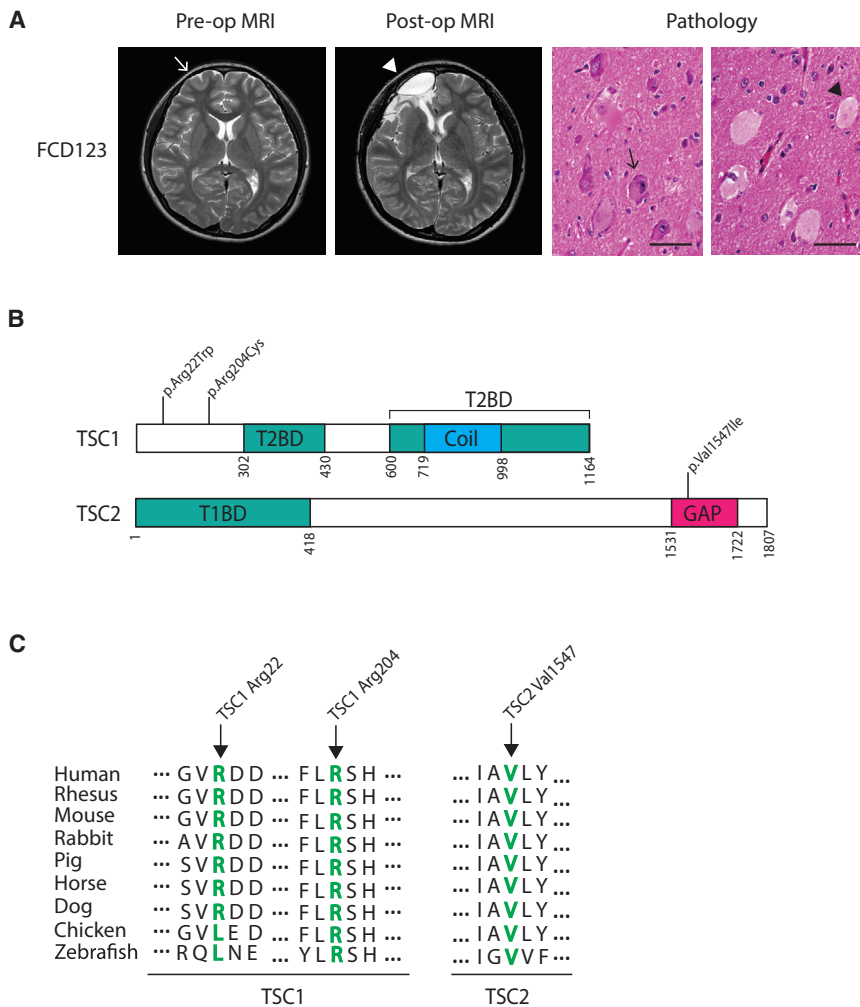 A
Pre-op MRI Post-op MRI Pathology
FCD123
B
p.Arg22Trp p.Arg204Cys
T2BD
TSC1 T2BD Coil
302 430 600 719 998 1164
p.Val1547Ile
TSC2 T1BD GAP
1 418 1531 1722 1807
C
TSC1 Arg22 TSC1 Arg204 TSC2 Val1547
Human ... G V R D D ... F L R S H ... ... I A V L Y ...
Rhesus ... G V R D D ... F L R S H ... ... I A V L Y ...
Mouse ... G V R D D ... F L R S H ... ... I A V L Y ...
Rabbit ... A V R D D ... F L R S H ... ... I A V L Y ...
Pig ... S V R D D ... F L R S H ... ... I A V L Y ...
Horse ... S V R D D ... F L R S H ... ... I A V L Y ...
Dog ... S V R D D ... F L R S H ... ... I A V L Y ...
Chicken ... G V L E D ... F L R S H ... ... I A V L Y ...
Zebrafish ... R Q L N E ... Y L R S H ... ... I G V V F ...
TSC1 TSC2